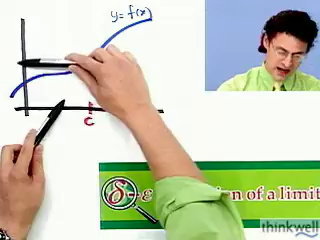 y=f(x)
c
δ-ε of a limit
thinkwell